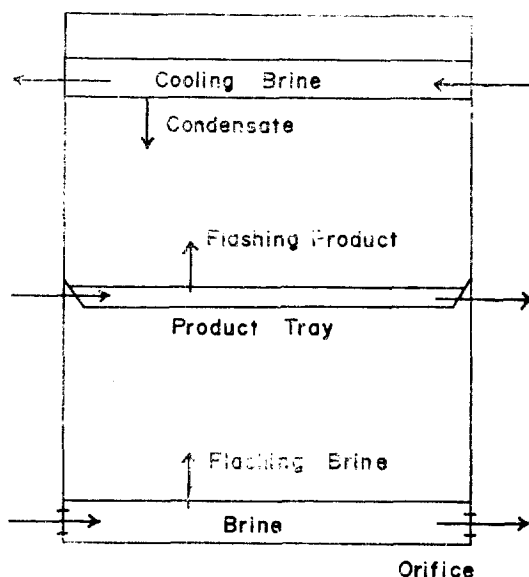 Cooling Brine
Condensate
Flashing Product
Product Tray
Flashing Brine
Brine
Orifice